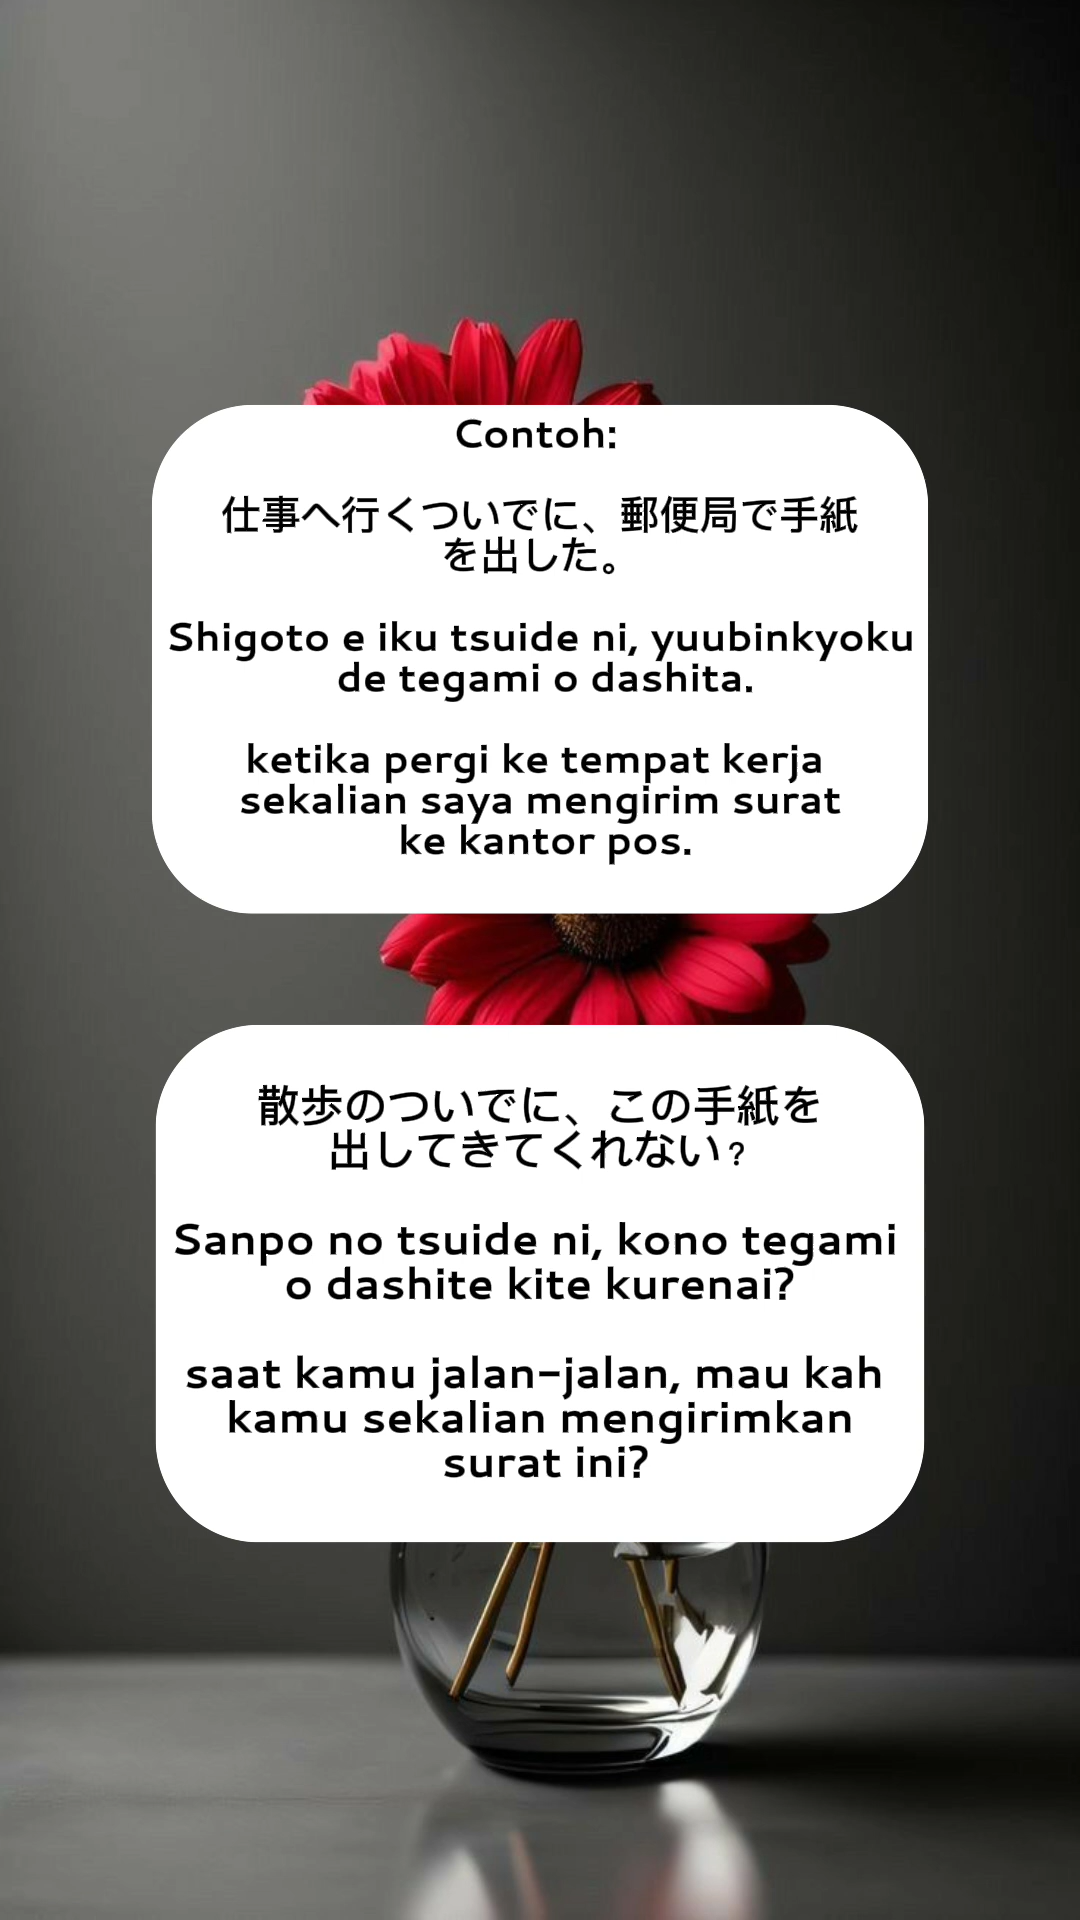 Contoh:
仕事へ行くついでに、郵便局で手紙
を出した。
Shigoto e iku tsuide ni, yuubinkyoku
de tegami o dashita.
ketika pergi ke tempat kerja
sekalian saya mengirim surat
ke kantor pos.
散歩のついでに、この手紙を
出してきてくれない?
Sanpo no tsuide ni, kono tegami
o dashite kite kurenai?
saat kamu jalan-jalan, mau kah
kamu sekalian mengirimkan
surat ini?